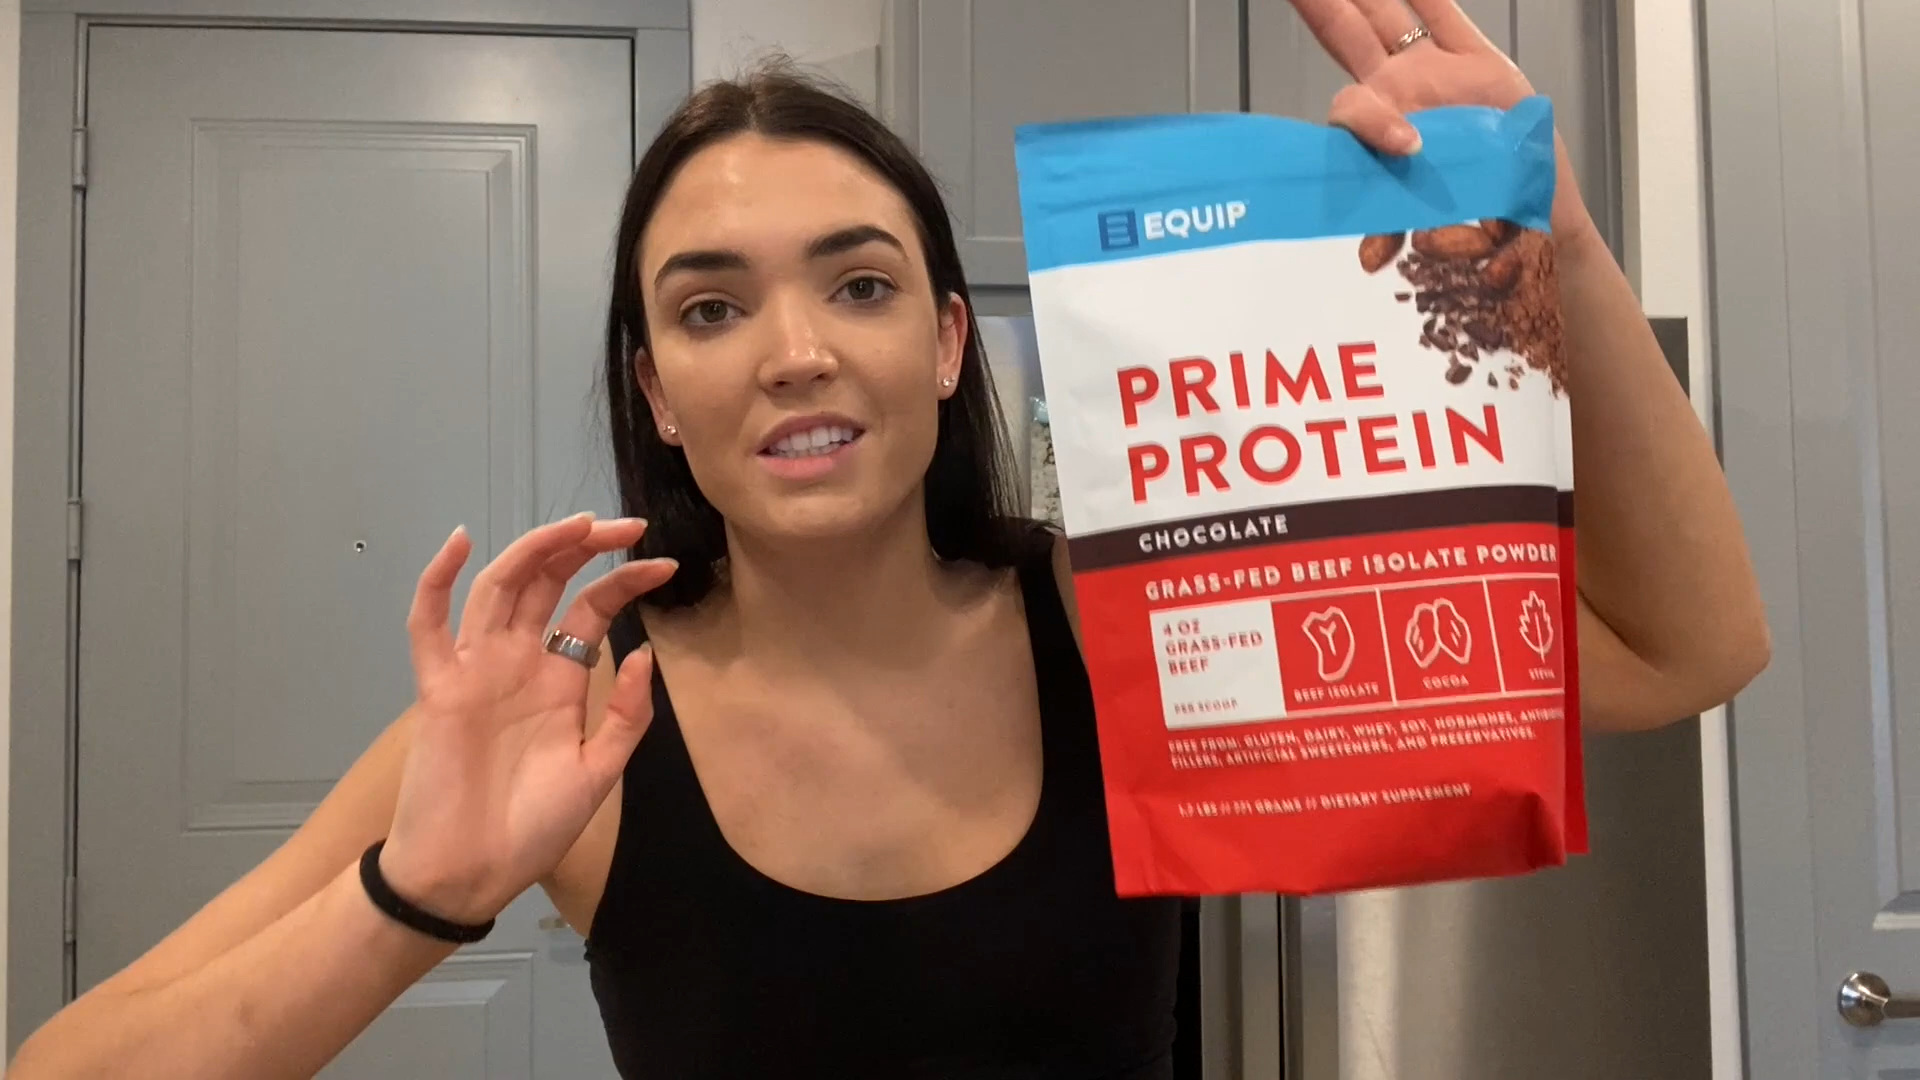 EQUIP
PRIME
PROTEIN
CHOCOLATE
GRASS-FED BEEF ISOLATE POWDER
4 OZ
GRASS-FED
BEEF
PER SCOOP
BEEF ISOLATE
COCOA
STEVIA
FREE FROM: GLUTEN, DAIRY, WHEY, SOY, HORMONES,
FILLERS, ARTIFICIAL SWEETENERS, AND PRESERVATIVES.
DIETARY SUPPLEMENT